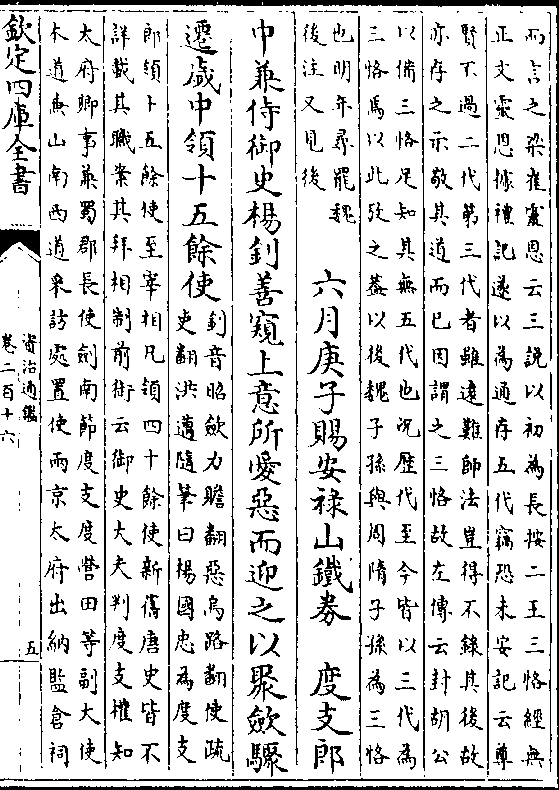 而言之梁崔靈恩云三說以初為長按二王三恪經無
正文靈恩據禮記遂以為通存五代竊恐未安記云尊
賢不過二代第三代者雖遠難師法豈得不錄其後故
亦存之示敬其道而已因謂之三恪故左傳云封胡公
以備三恪足知其無五代也況歷代至今皆以三代為
三恪焉以此攷之蓋以後魏子孫與周隋子孫為三恪
也明年尋罷魏
後注又見後
六月庚子賜安禄山鐵券　度支郎
中兼侍御史楊釗善窺上意所愛惡而迎之以聚歛驟
遷歲中領十五餘使
釗音昭歛力贍翻惡烏路翻使疏
吏翻洪邁隨筆曰楊國忠為度支
郎領十五餘使至宰相凡領四十餘使新舊唐史皆不
詳載其職案其拜相制前銜云御史大夫判度支權知
太府卿事兼蜀郡長使劍南節度支度營田等副大使
本道兼山南西道采訪處置使兩京太府出納監倉祠
欽定四庫全書
資治通鑑
卷二百十六
五